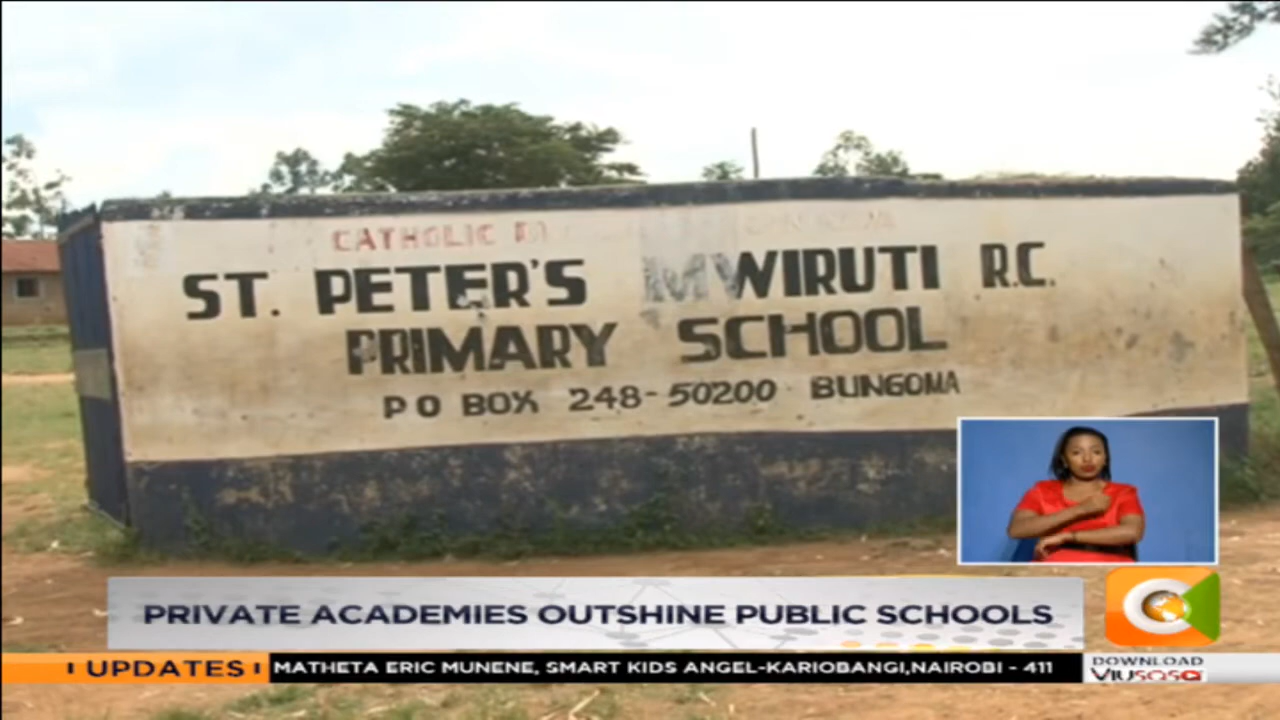 CATHOLIC
ST. PETER'S MWIRUTI R.C.
PRIMARY SCHOOL
P O BOX 248-50200 BUNGOMA
PRIVATE ACADEMIES OUTSHINE PUBLIC SCHOOLS
UPDATES
MATHETA ERIC MUNENE, SMART KIDS ANGEL-KARIOBANGI,NAIROBI - 411
DOWNLOAD
VIUSASA